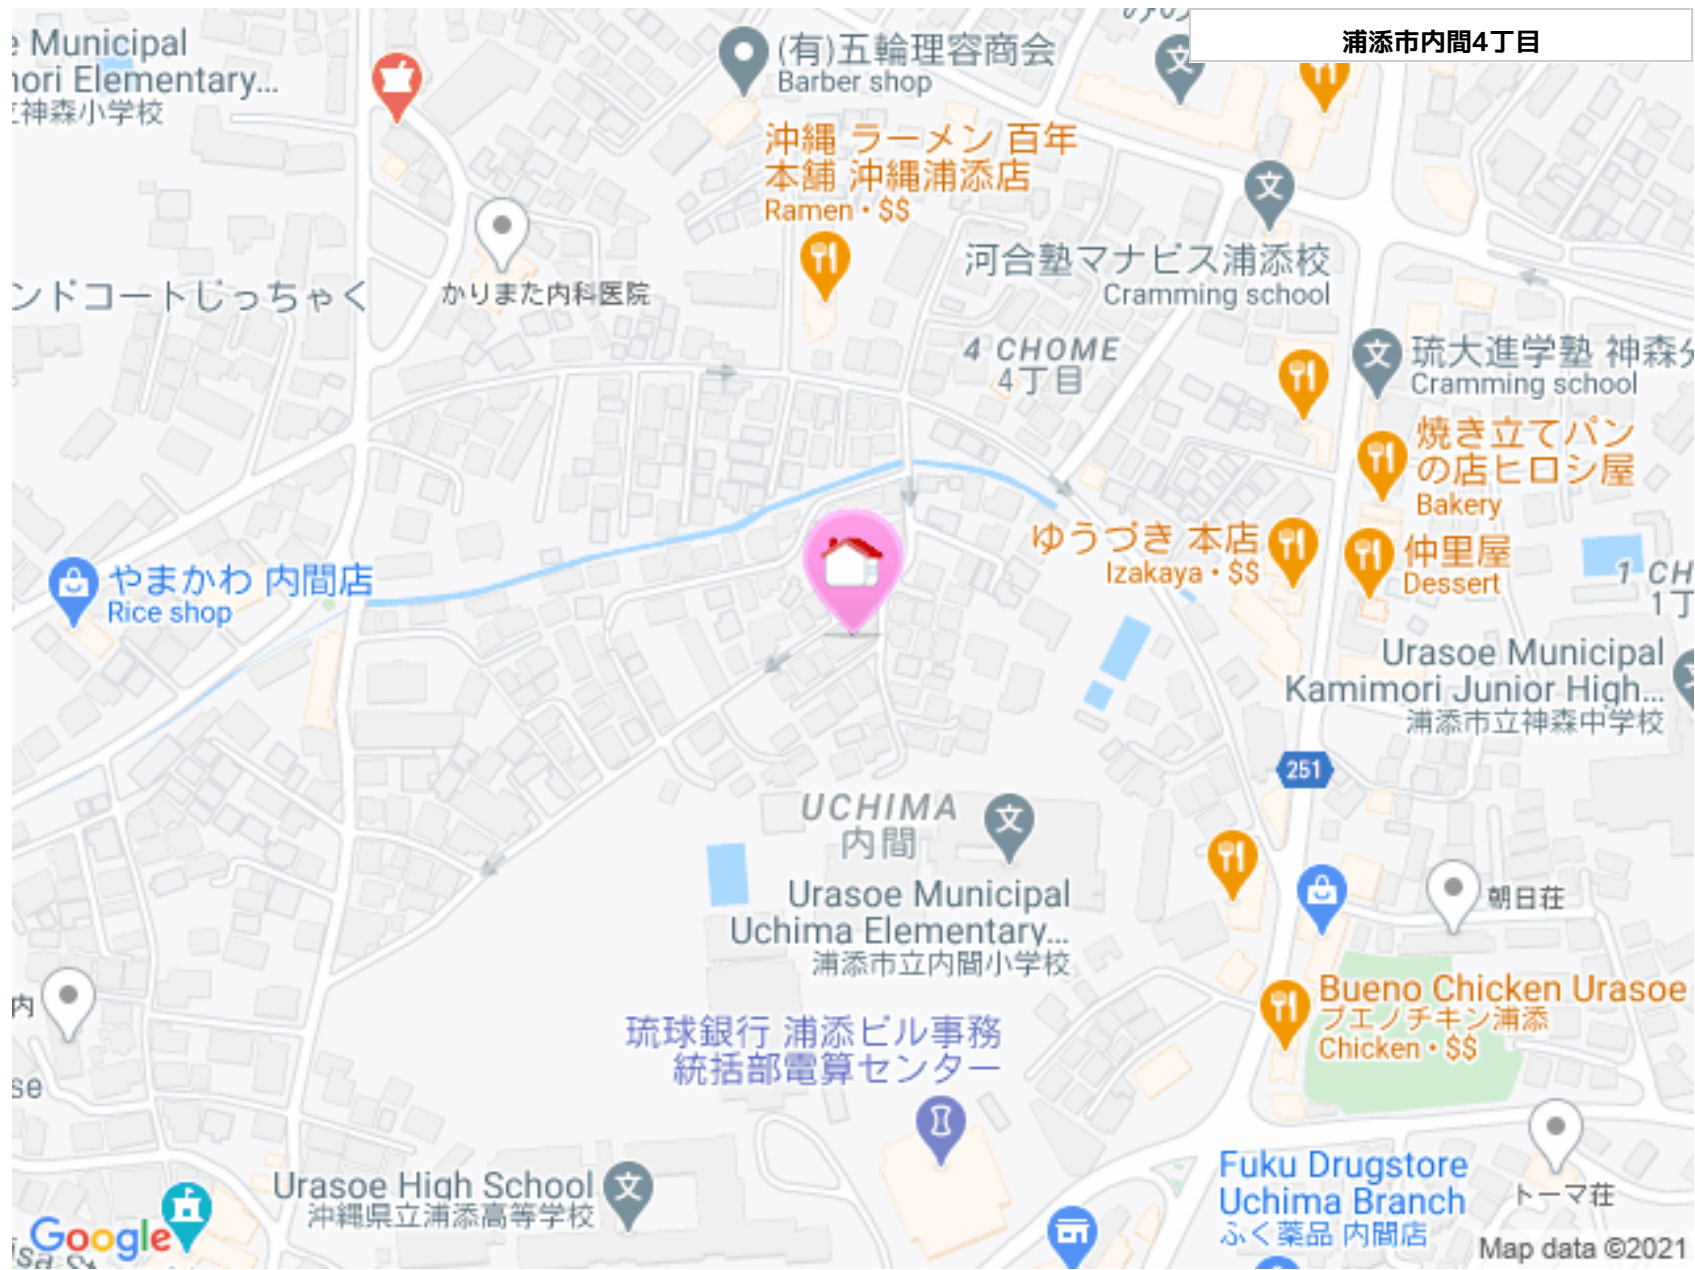 浦添市内間4丁目
Municipal
Elementary...
神森小学校
(有)五輪理容商会
Barber shop
沖縄 ラーメン 百年
本舗 沖縄浦添店
Ramen・$$
河合塾マナビス浦添校
Cramming school
ンドコートじっちゃく
かりまた内科医院
4 CHOME
4丁目
琉大進学塾 神森
Cramming school
焼き立てパン
の店ヒロシ屋
Bakery
ゆうづき 本店
Izakaya・$$
仲里屋
Dessert
やまかわ 内間店
Rice shop
1 CH
1丁
Urasoe Municipal
Kamimori Junior High...
浦添市立神森中学校
251
UCHIMA
内間
Urasoe Municipal
Uchima Elementary...
浦添市立内間小学校
朝日荘
内
Bueno Chicken Urasoe
ブエノチキン浦添
Chicken・$$
琉球銀行 浦添ビル事務
統括部電算センター
se
Urasoe High School
沖縄県立浦添高等学校
Fuku Drugstore
Uchima Branch
ふく薬品 内間店
トーマ荘
Google
Map data ©2021